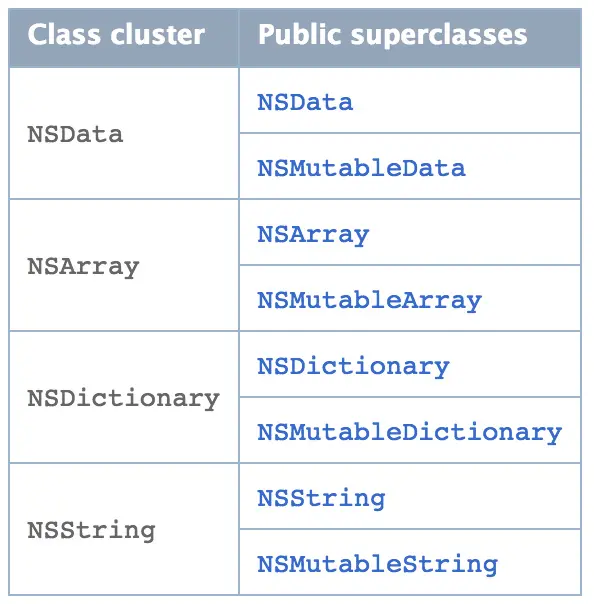 Class cluster Public superclasses
NSData
NSData
NSMutableData
NSArray
NSArray
NSMutableArray
NSDictionary
NSDictionary
NSMutableDictionary
NSString
NSString
NSMutableString